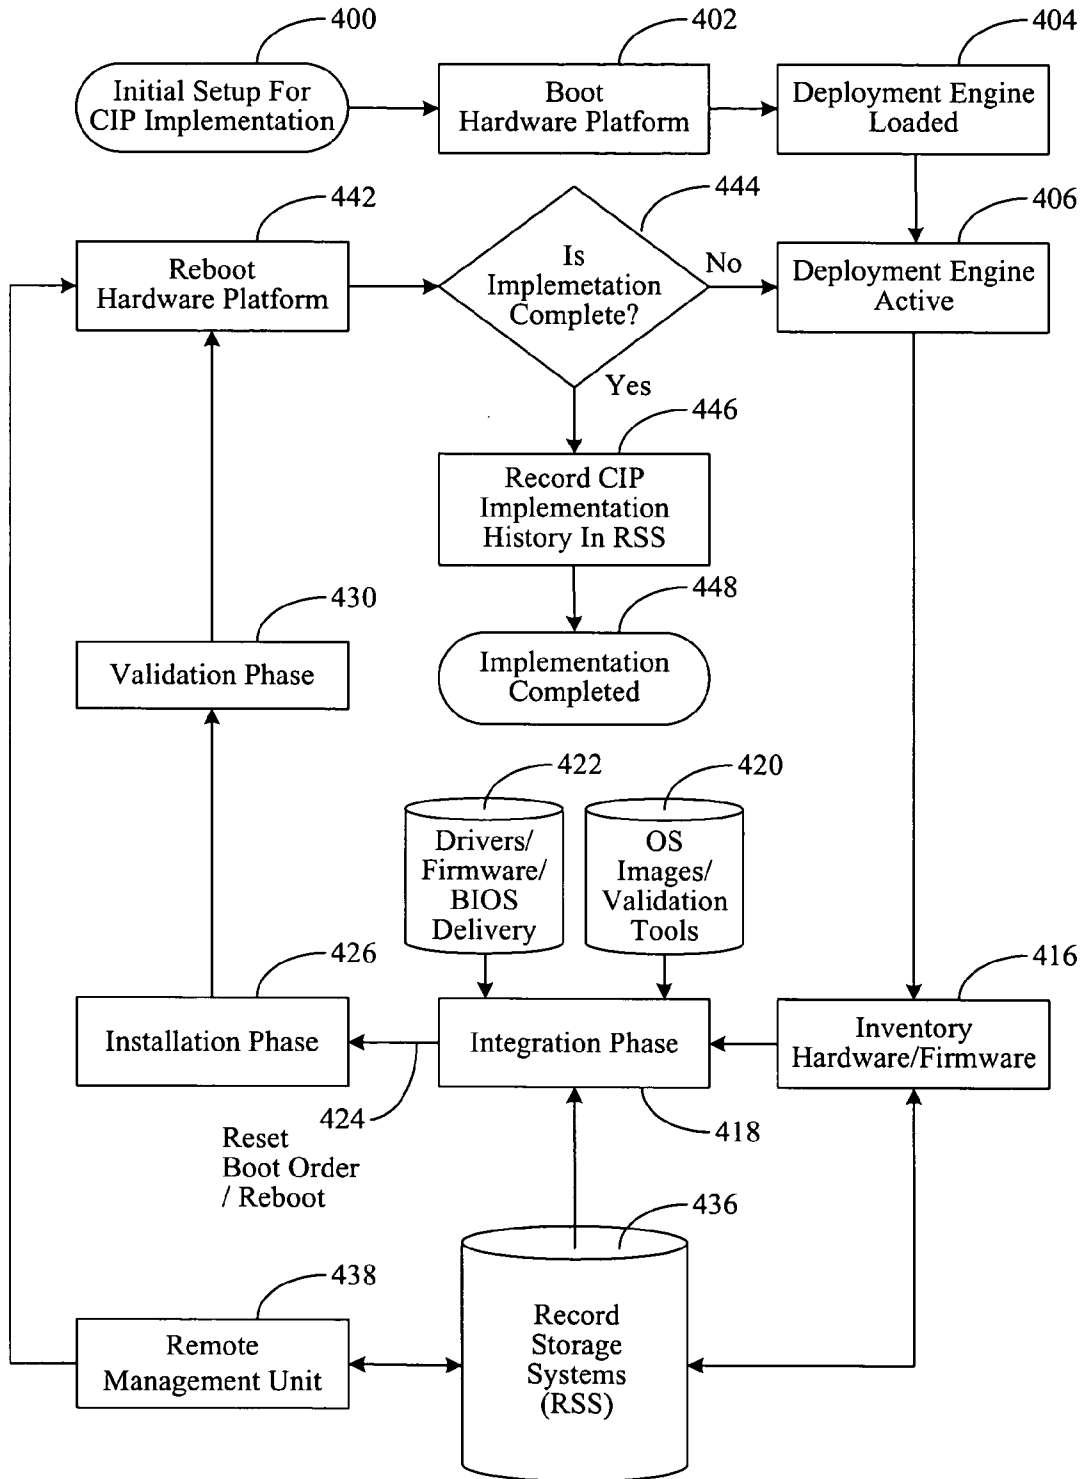 400
402
404
Initial Setup For
CIP Implementation
Boot
Hardware Platform
Deployment Engine
Loaded
442
444
406
Reboot
Hardware Platform
Is
Implemetation
Complete?
No
Deployment Engine
Active
Yes
446
Record CIP
Implementation
History In RSS
430
448
Validation Phase
Implementation
Completed
422
420
Drivers/
Firmware/
BIOS
Delivery
OS
Images/
Validation
Tools
426
416
Installation Phase
Integration Phase
Inventory
Hardware/Firmware
424
418
Reset
Boot Order
/ Reboot
436
438
Remote
Management Unit
Record
Storage
Systems
(RSS)